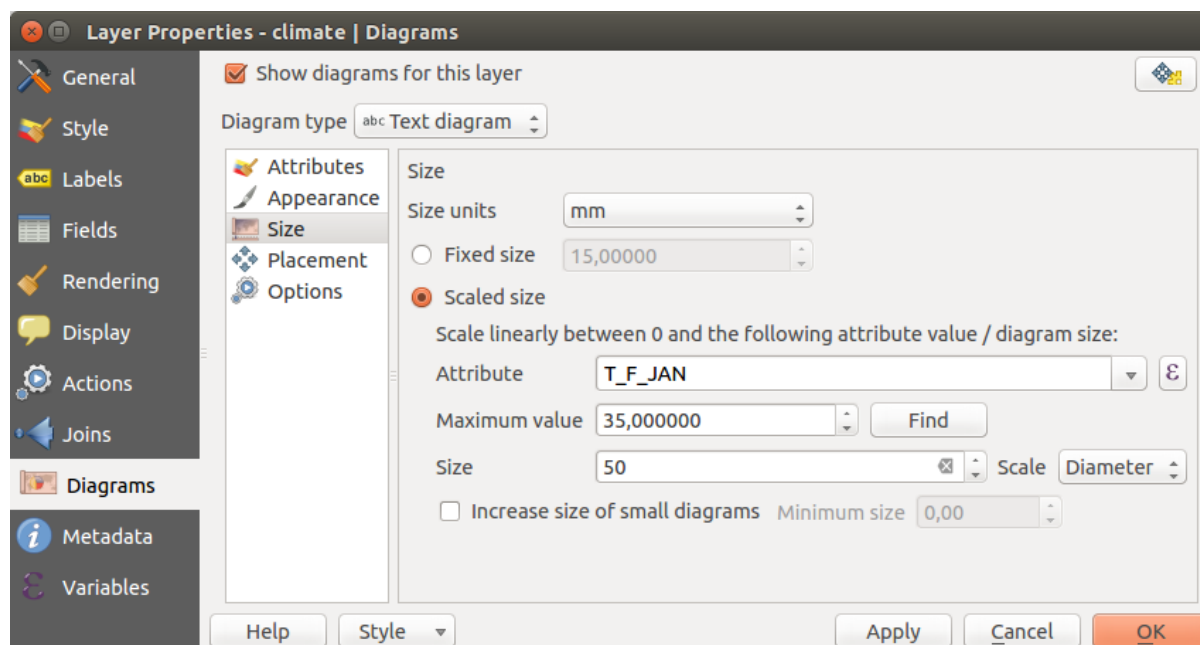 Layer Properties - climate | Diagrams
General
Style
abc Labels
Fields
Rendering
Display
Actions
Joins
Diagrams
Metadata
Variables
Show diagrams for this layer
Diagram type abc Text diagram
Attributes
Appearance
Size
Placement
Options
Size
Size units mm
Fixed size 15,00000
Scaled size
Scale linearly between 0 and the following attribute value / diagram size:
Attribute T_F_JAN ε
Maximum value 35,000000 Find
Size 50 Scale Diameter
Increase size of small diagrams Minimum size 0,00
Help Style Apply Cancel OK